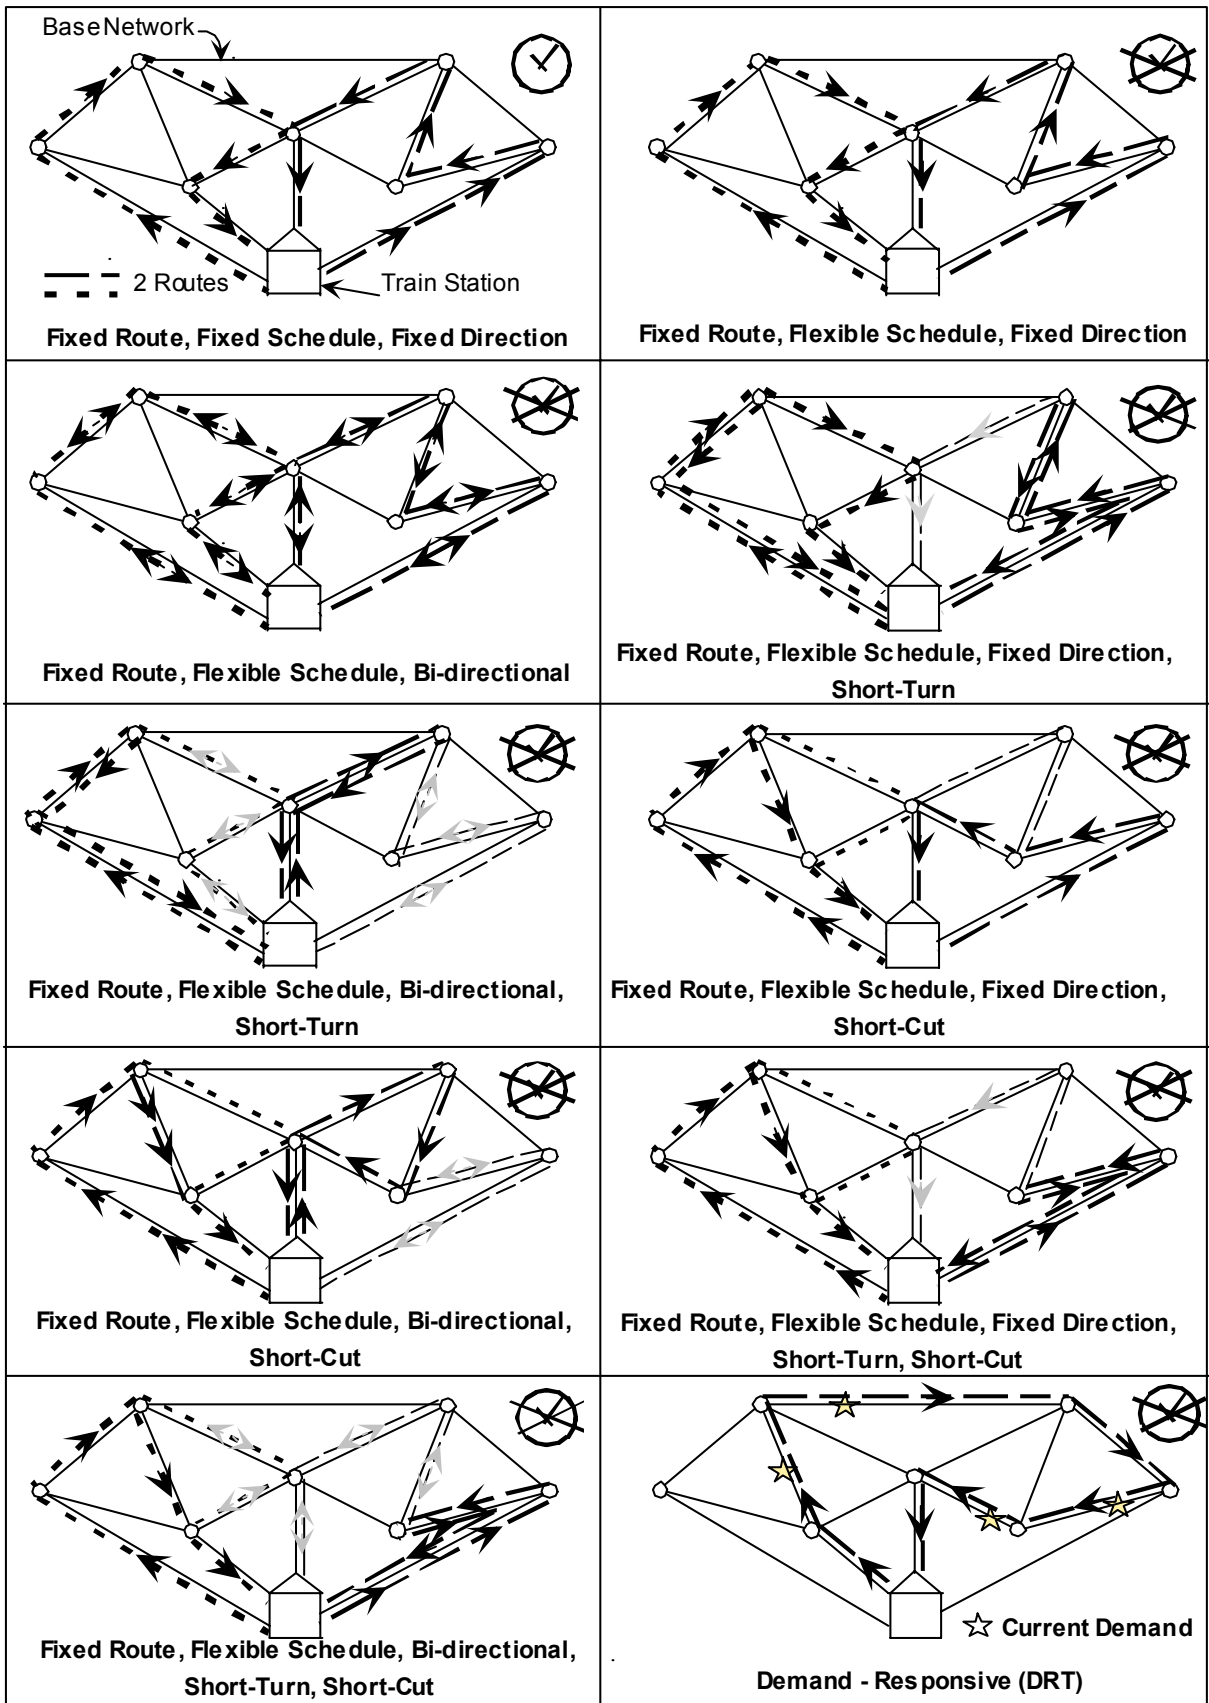 Base Network
2 Routes
Train Station
Fixed Route, Fixed Schedule, Fixed Direction
Fixed Route, Flexible Schedule, Fixed Direction
Fixed Route, Flexible Schedule, Bi-directional
Fixed Route, Flexible Schedule, Fixed Direction,
Short-Turn
Fixed Route, Flexible Schedule, Bi-directional,
Short-Turn
Fixed Route, Flexible Schedule, Fixed Direction,
Short-Cut
Fixed Route, Flexible Schedule, Bi-directional,
Short-Cut
Fixed Route, Flexible Schedule, Fixed Direction,
Short-Turn, Short-Cut
Fixed Route, Flexible Schedule, Bi-directional,
Short-Turn, Short-Cut
Current Demand
Demand - Responsive (DRT)